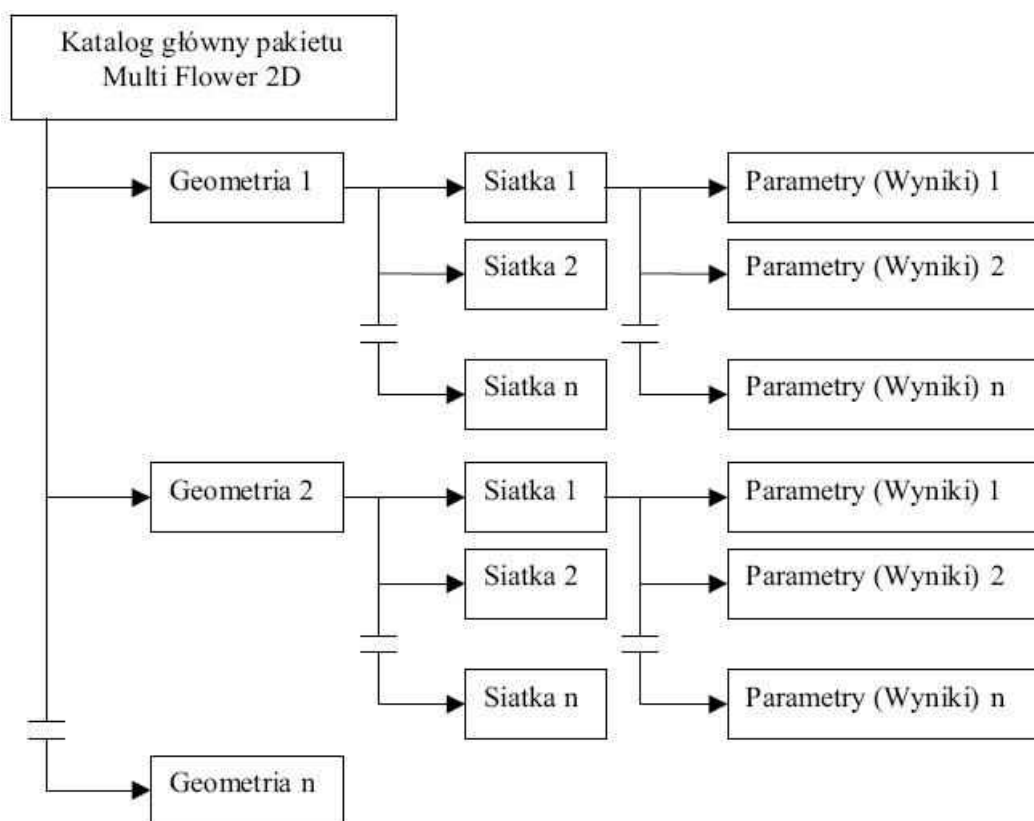 Katalog główny pakietu
Multi Flower 2D
Geometria 1
Siatka 1
Parametry (Wyniki) 1
Siatka 2
Parametry (Wyniki) 2
Siatka n
Parametry (Wyniki) n
Geometria 2
Siatka 1
Parametry (Wyniki) 1
Siatka 2
Parametry (Wyniki) 2
Siatka n
Parametry (Wyniki) n
Geometria n